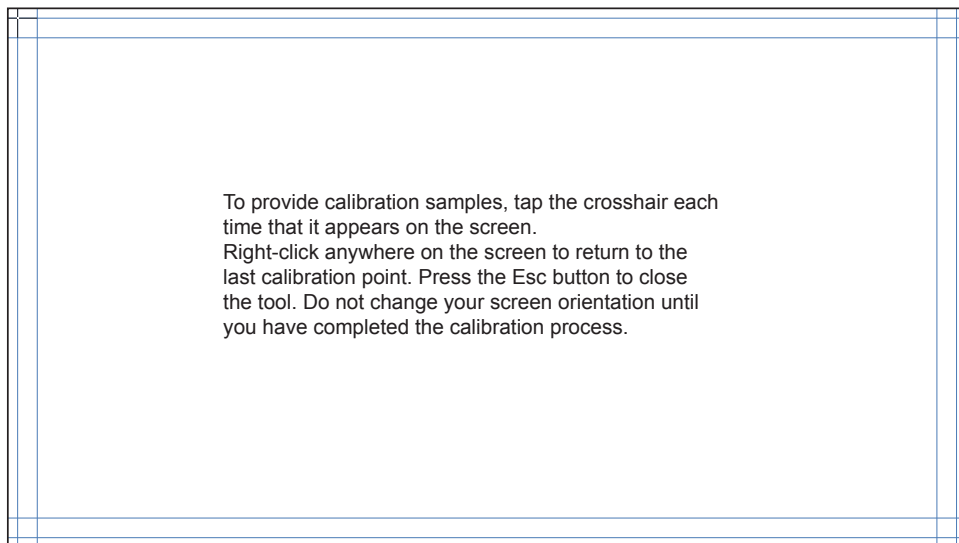 To provide calibration samples, tap the crosshair each
time that it appears on the screen.
Right-click anywhere on the screen to return to the
last calibration point. Press the Esc button to close
the tool. Do not change your screen orientation until
you have completed the calibration process.